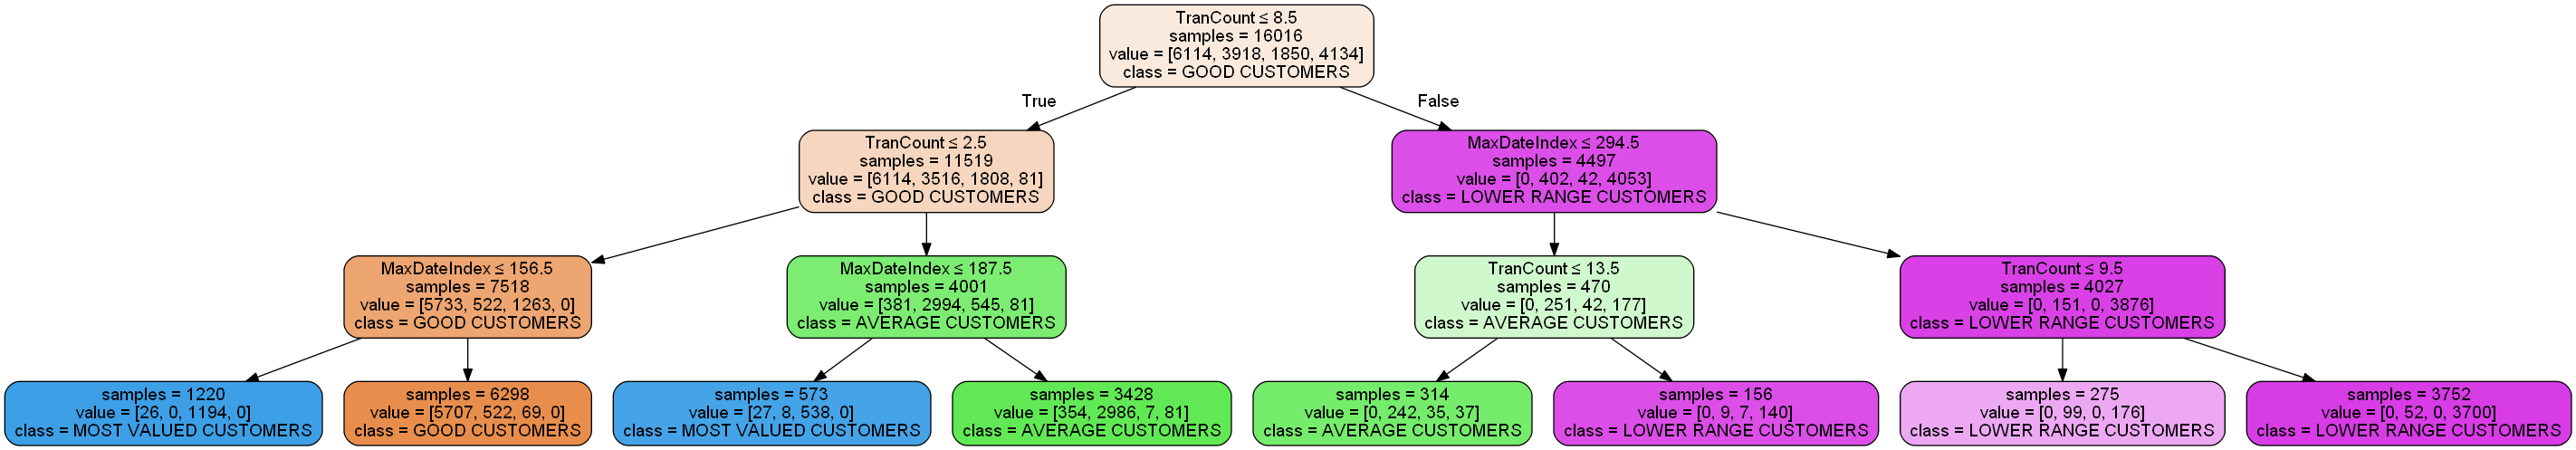 TranCount ≤ 8.5
samples = 16016
value = [6114, 3918, 1850, 4134]
class = GOOD CUSTOMERS
True
False
TranCount ≤ 2.5
samples = 11519
value = [6114, 3516, 1808, 81]
class = GOOD CUSTOMERS
MaxDateIndex ≤ 294.5
samples = 4497
value = [0, 402, 42, 4053]
class = LOWER RANGE CUSTOMERS
MaxDateIndex ≤ 156.5
samples = 7518
value = [5733, 522, 1263, 0]
class = GOOD CUSTOMERS
MaxDateIndex ≤ 187.5
samples = 4001
value = [381, 2994, 545, 81]
class = AVERAGE CUSTOMERS
TranCount ≤ 13.5
samples = 470
value = [0, 251, 42, 177]
class = AVERAGE CUSTOMERS
TranCount ≤ 9.5
samples = 4027
value = [0, 151, 0, 3876]
class = LOWER RANGE CUSTOMERS
samples = 1220
value = [26, 0, 1194, 0]
class = MOST VALUED CUSTOMERS
samples = 6298
value = [5707, 522, 69, 0]
class = GOOD CUSTOMERS
samples = 573
value = [27, 8, 538, 0]
class = MOST VALUED CUSTOMERS
samples = 3428
value = [354, 2986, 7, 81]
class = AVERAGE CUSTOMERS
samples = 314
value = [0, 242, 35, 37]
class = AVERAGE CUSTOMERS
samples = 156
value = [0, 9, 7, 140]
class = LOWER RANGE CUSTOMERS
samples = 275
value = [0, 99, 0, 176]
class = LOWER RANGE CUSTOMERS
samples = 3752
value = [0, 52, 0, 3700]
class = LOWER RANGE CUSTOMERS